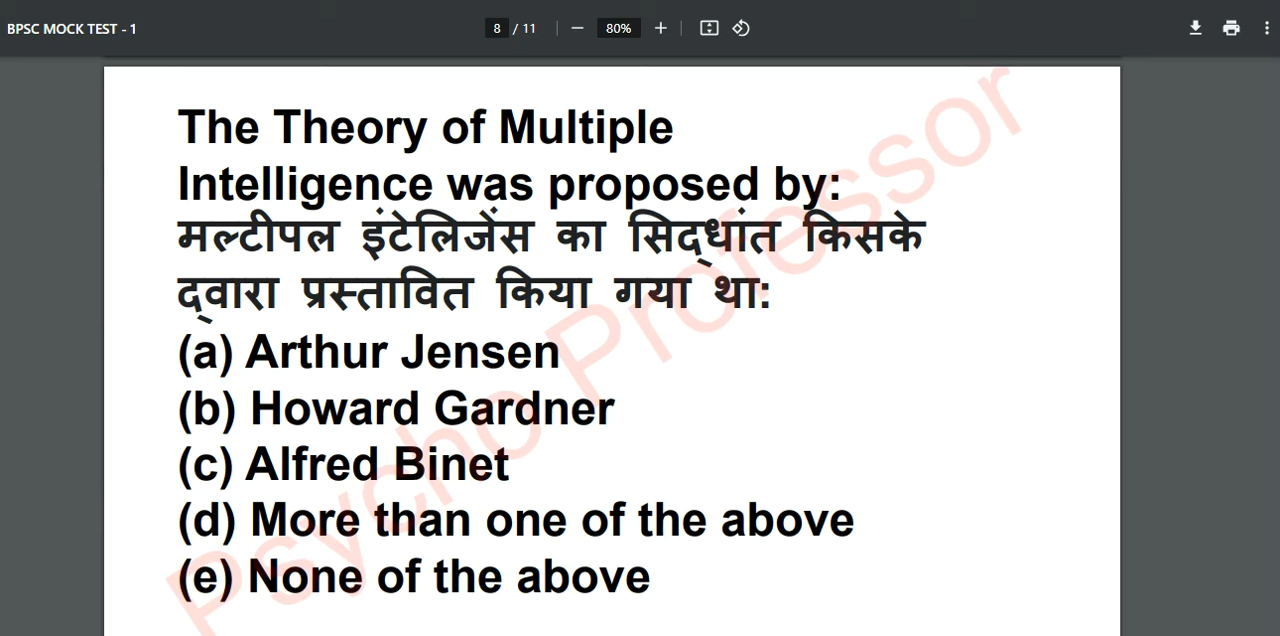 BPSC MOCK TEST - 1
8 / 11
80%
The Theory of Multiple
Intelligence was proposed by:
मल्टीपल इंटेलिजेंस का सिद्धांत किसके
द्वारा प्रस्तावित किया गया था:
(a) Arthur Jensen
(b) Howard Gardner
(c) Alfred Binet
(d) More than one of the above
(e) None of the above
Psycho Professor